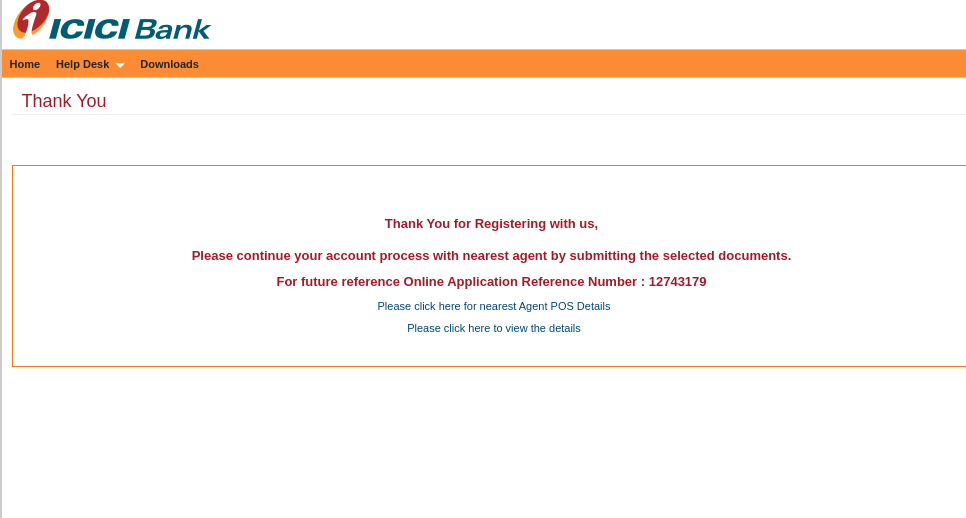 ICICI Bank
Home Help Desk Downloads
Thank You
Thank You for Registering with us,
Please continue your account process with nearest agent by submitting the selected documents.
For future reference Online Application Reference Number : 12743179
Please click here for nearest Agent POS Details
Please click here to view the details